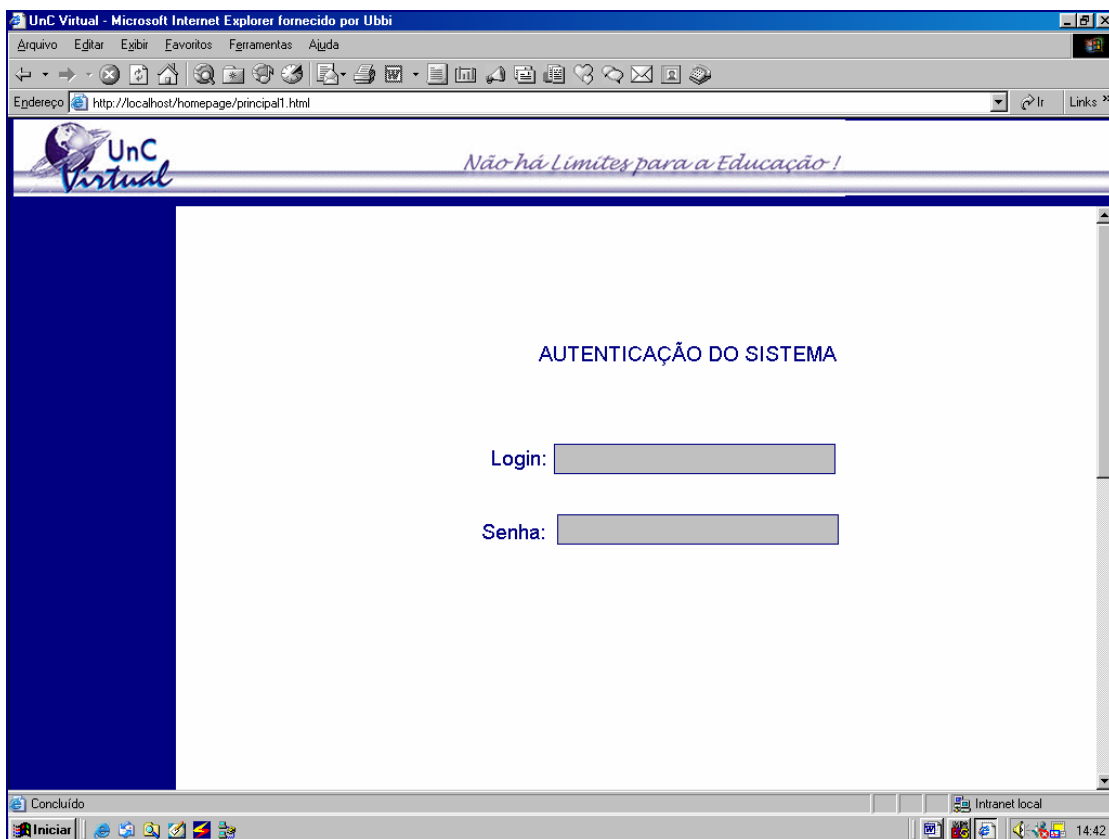 UnC Virtual - Microsoft Internet Explorer fornecido por Ubbi
Arquivo Editar Exibir Favoritos Ferramentas Ajuda
Endereço http://localhost/homepage/principal1.html Ir Links »
UnC
Virtual
Não há Limites para a Educação !
AUTENTICAÇÃO DO SISTEMA
Login:
Senha:
Concluído Intranet local
Iniciar 14:42